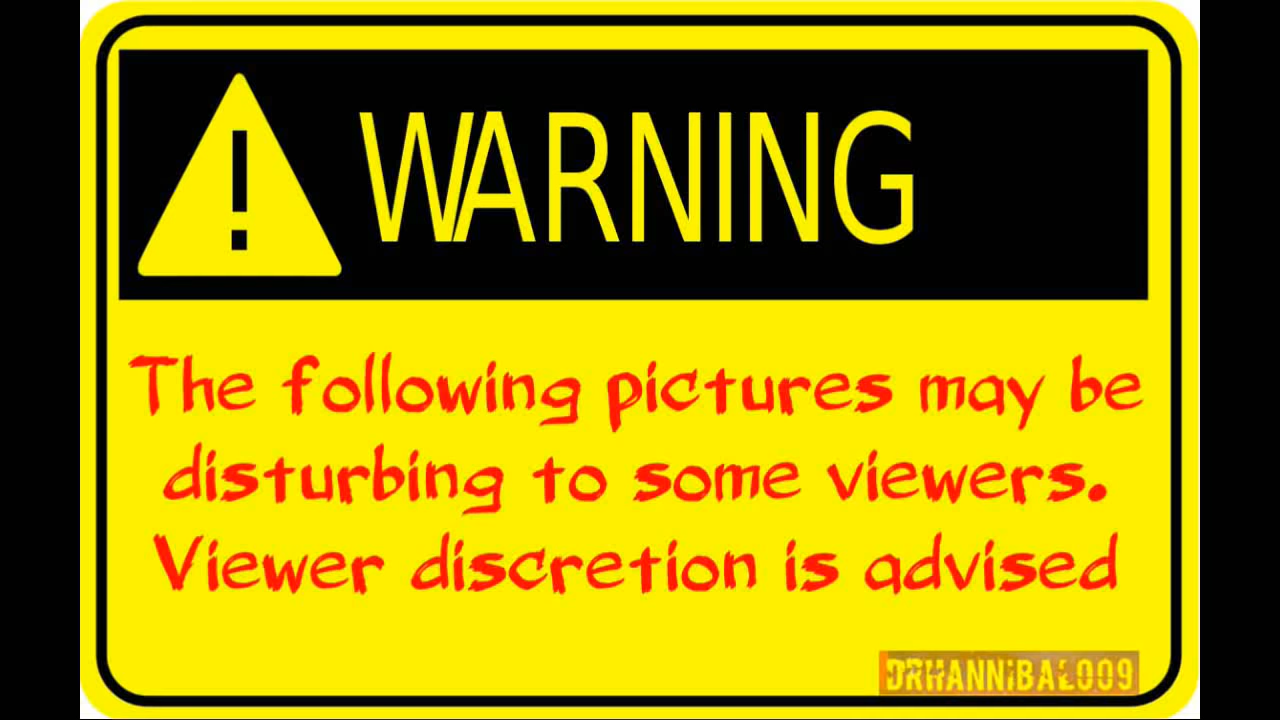 WARNING
The following pictures may be
disturbing to some viewers.
Viewer discretion is advised
DRHANNiBAL009